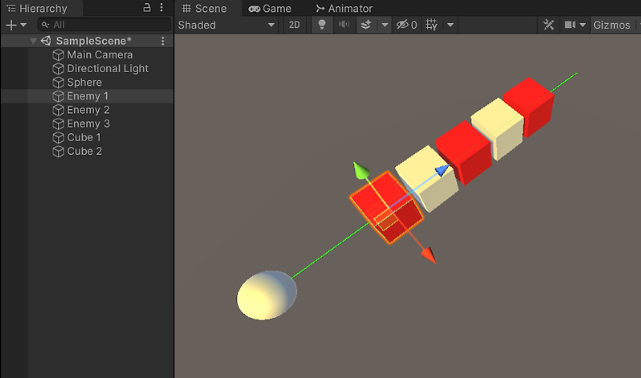 Hierarchy
All
SampleScene*
Main Camera
Directional Light
Sphere
Enemy 1
Enemy 2
Enemy 3
Cube 1
Cube 2
Scene Game Animator
Shaded 2D 0 Gizmos